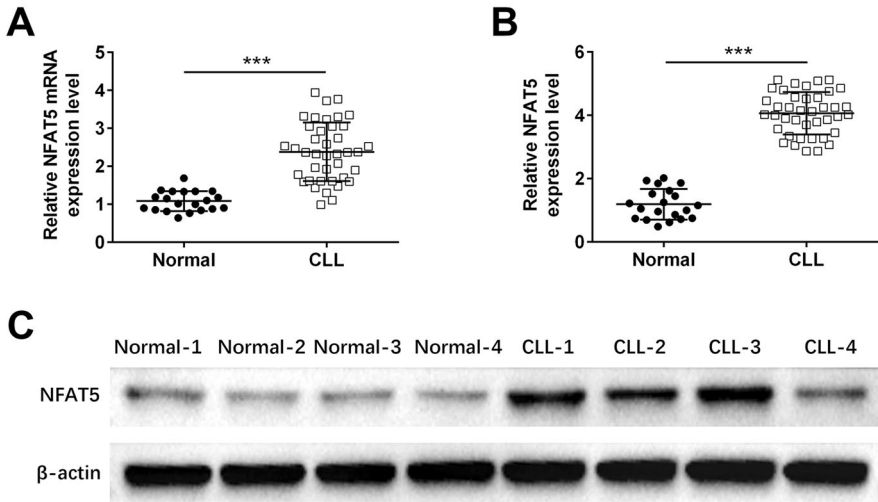 A
Relative NFAT5 mRNA
expression level
5
4
3
2
1
0
***
Normal
CLL
B
Relative NFAT5
expression level
6
4
2
0
***
Normal
CLL
C
Normal-1 Normal-2 Normal-3 Normal-4 CLL-1 CLL-2 CLL-3 CLL-4
NFAT5
β-actin